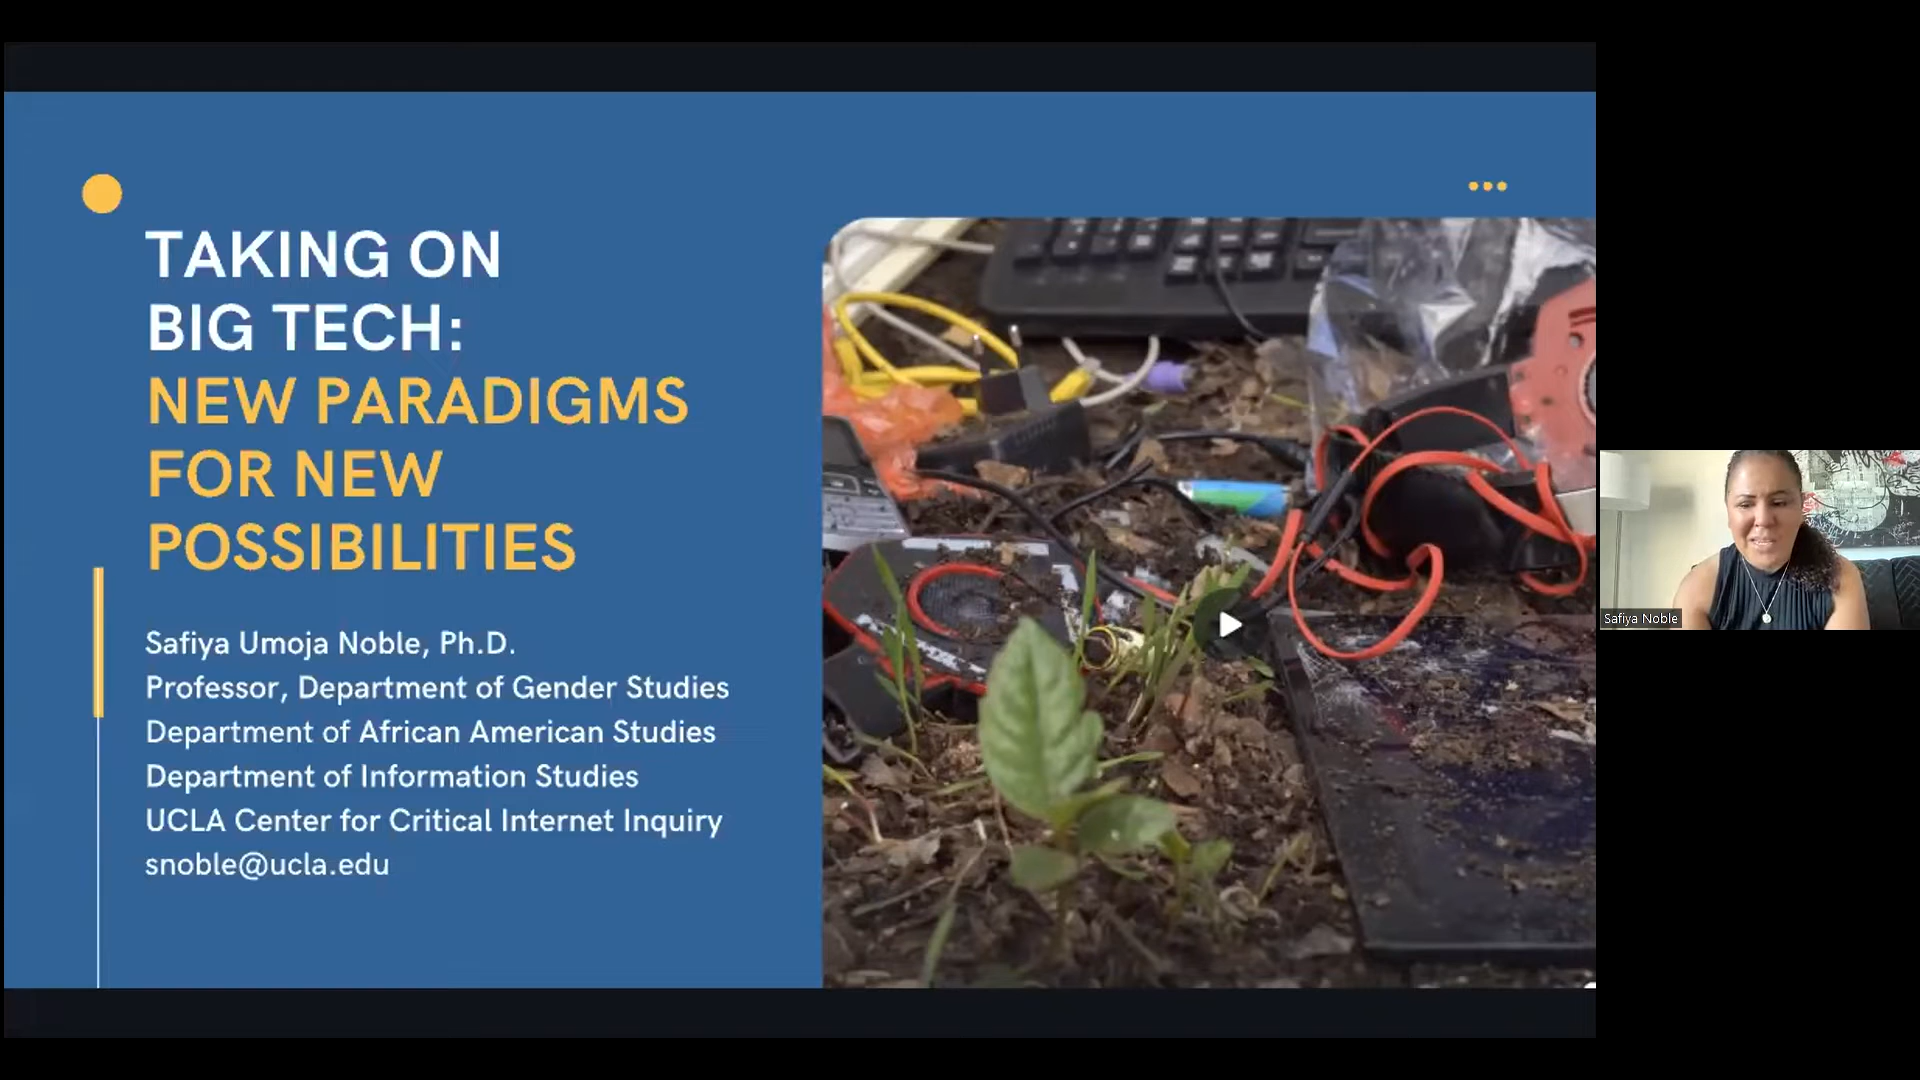 TAKING ON
BIG TECH:
NEW PARADIGMS
FOR NEW
POSSIBILITIES
Safiya Umoja Noble, Ph.D.
Professor, Department of Gender Studies
Department of African American Studies
Department of Information Studies
UCLA Center for Critical Internet Inquiry
snoble@ucla.edu
Safiya Noble